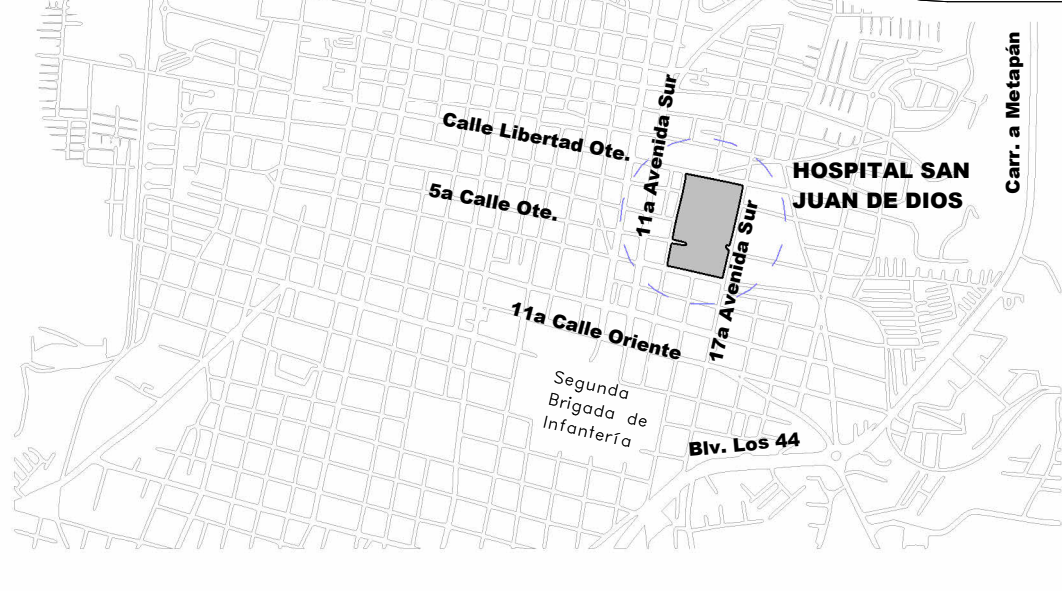 Carr. a Metapán
11a Avenida Sur
Calle Libertad Ote.
HOSPITAL SAN
JUAN DE DIOS
5a Calle Ote.
17a Avenida Sur
11a Calle Oriente
Segunda
Brigada de
Infantería
Blv. Los 44